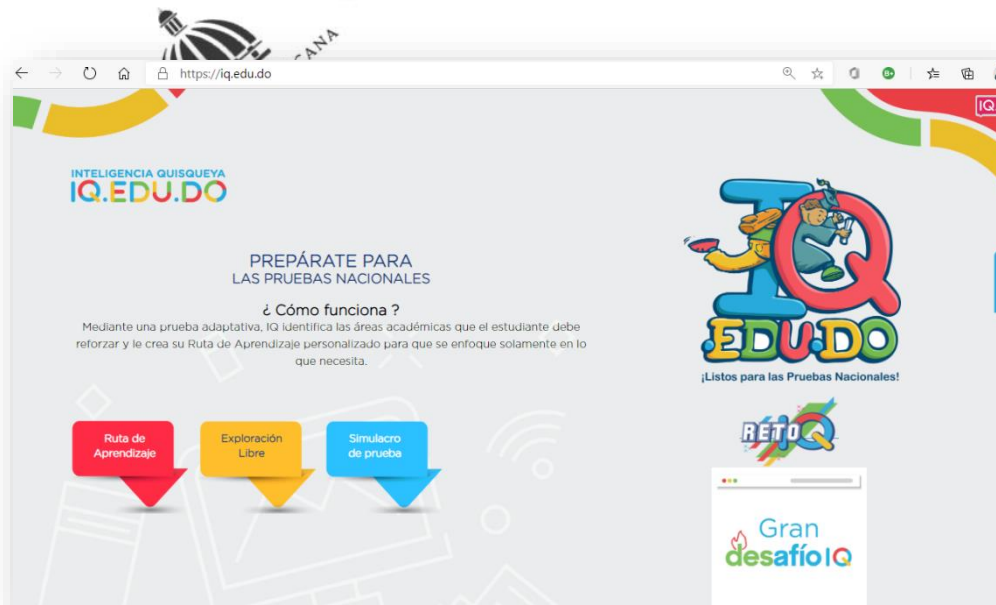 CANA
https://iq.edu.do
IQ
INTELIGENCIA QUISQUEYA
IQ.EDU.DO
PREPÁRATE PARA
LAS PRUEBAS NACIONALES
¿ Cómo funciona ?
Mediante una prueba adaptativa, IQ identifica las áreas académicas que el estudiante debe
reforzar y le crea su Ruta de Aprendizaje personalizado para que se enfoque solamente en lo
que necesita.
Ruta de
Aprendizaje
Exploración
Libre
Simulacro
de prueba
IQ
.EDU.DO
¡Listos para las Pruebas Nacionales!
RETO IQ
Gran
desafío IQ